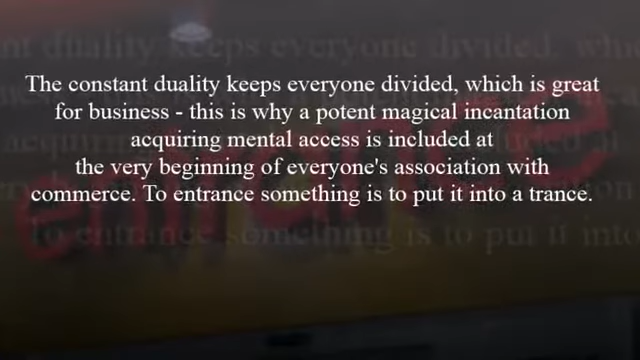 The constant duality keeps everyone divided, which is great
for business - this is why a potent magical incantation
acquiring mental access is included at
the very beginning of everyone's association with
commerce. To entrance something is to put it into a trance.
entrance